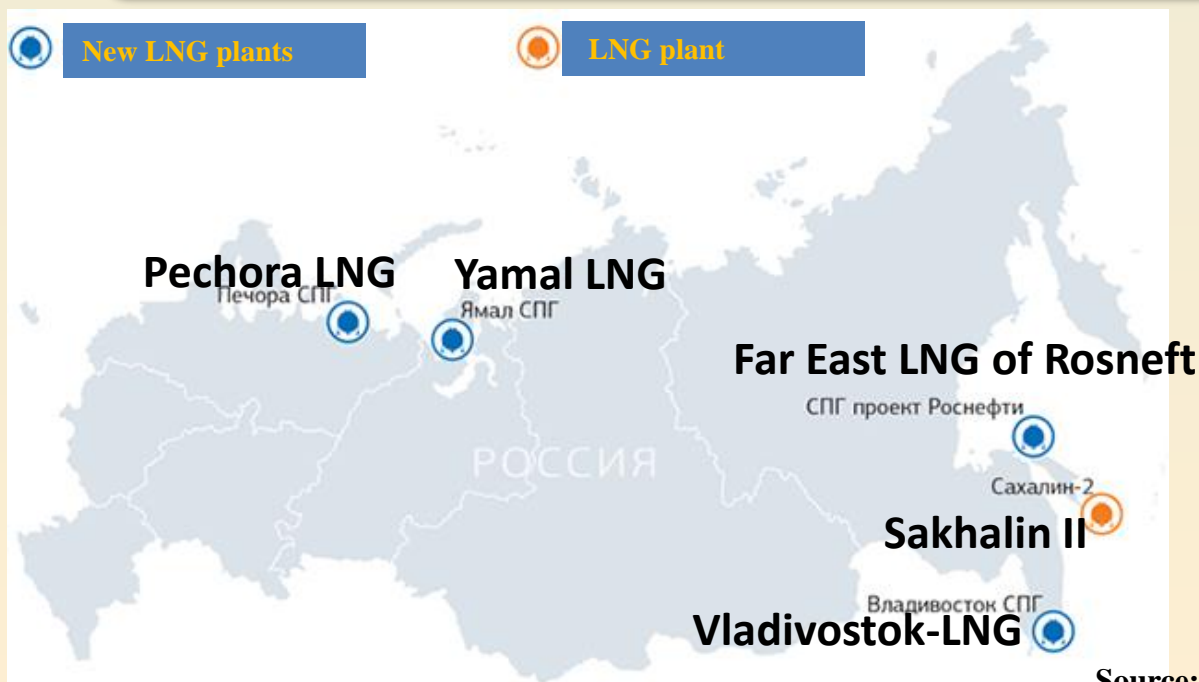 New LNG plants
LNG plant
Pechora LNG
Печора СПГ
Yamal LNG
Ямал СПГ
Far East LNG of Rosneft
СПГ проект Роснефти
РОССИЯ
Сахалин-2
Sakhalin II
Владивосток СПГ
Vladivostok-LNG
Source: